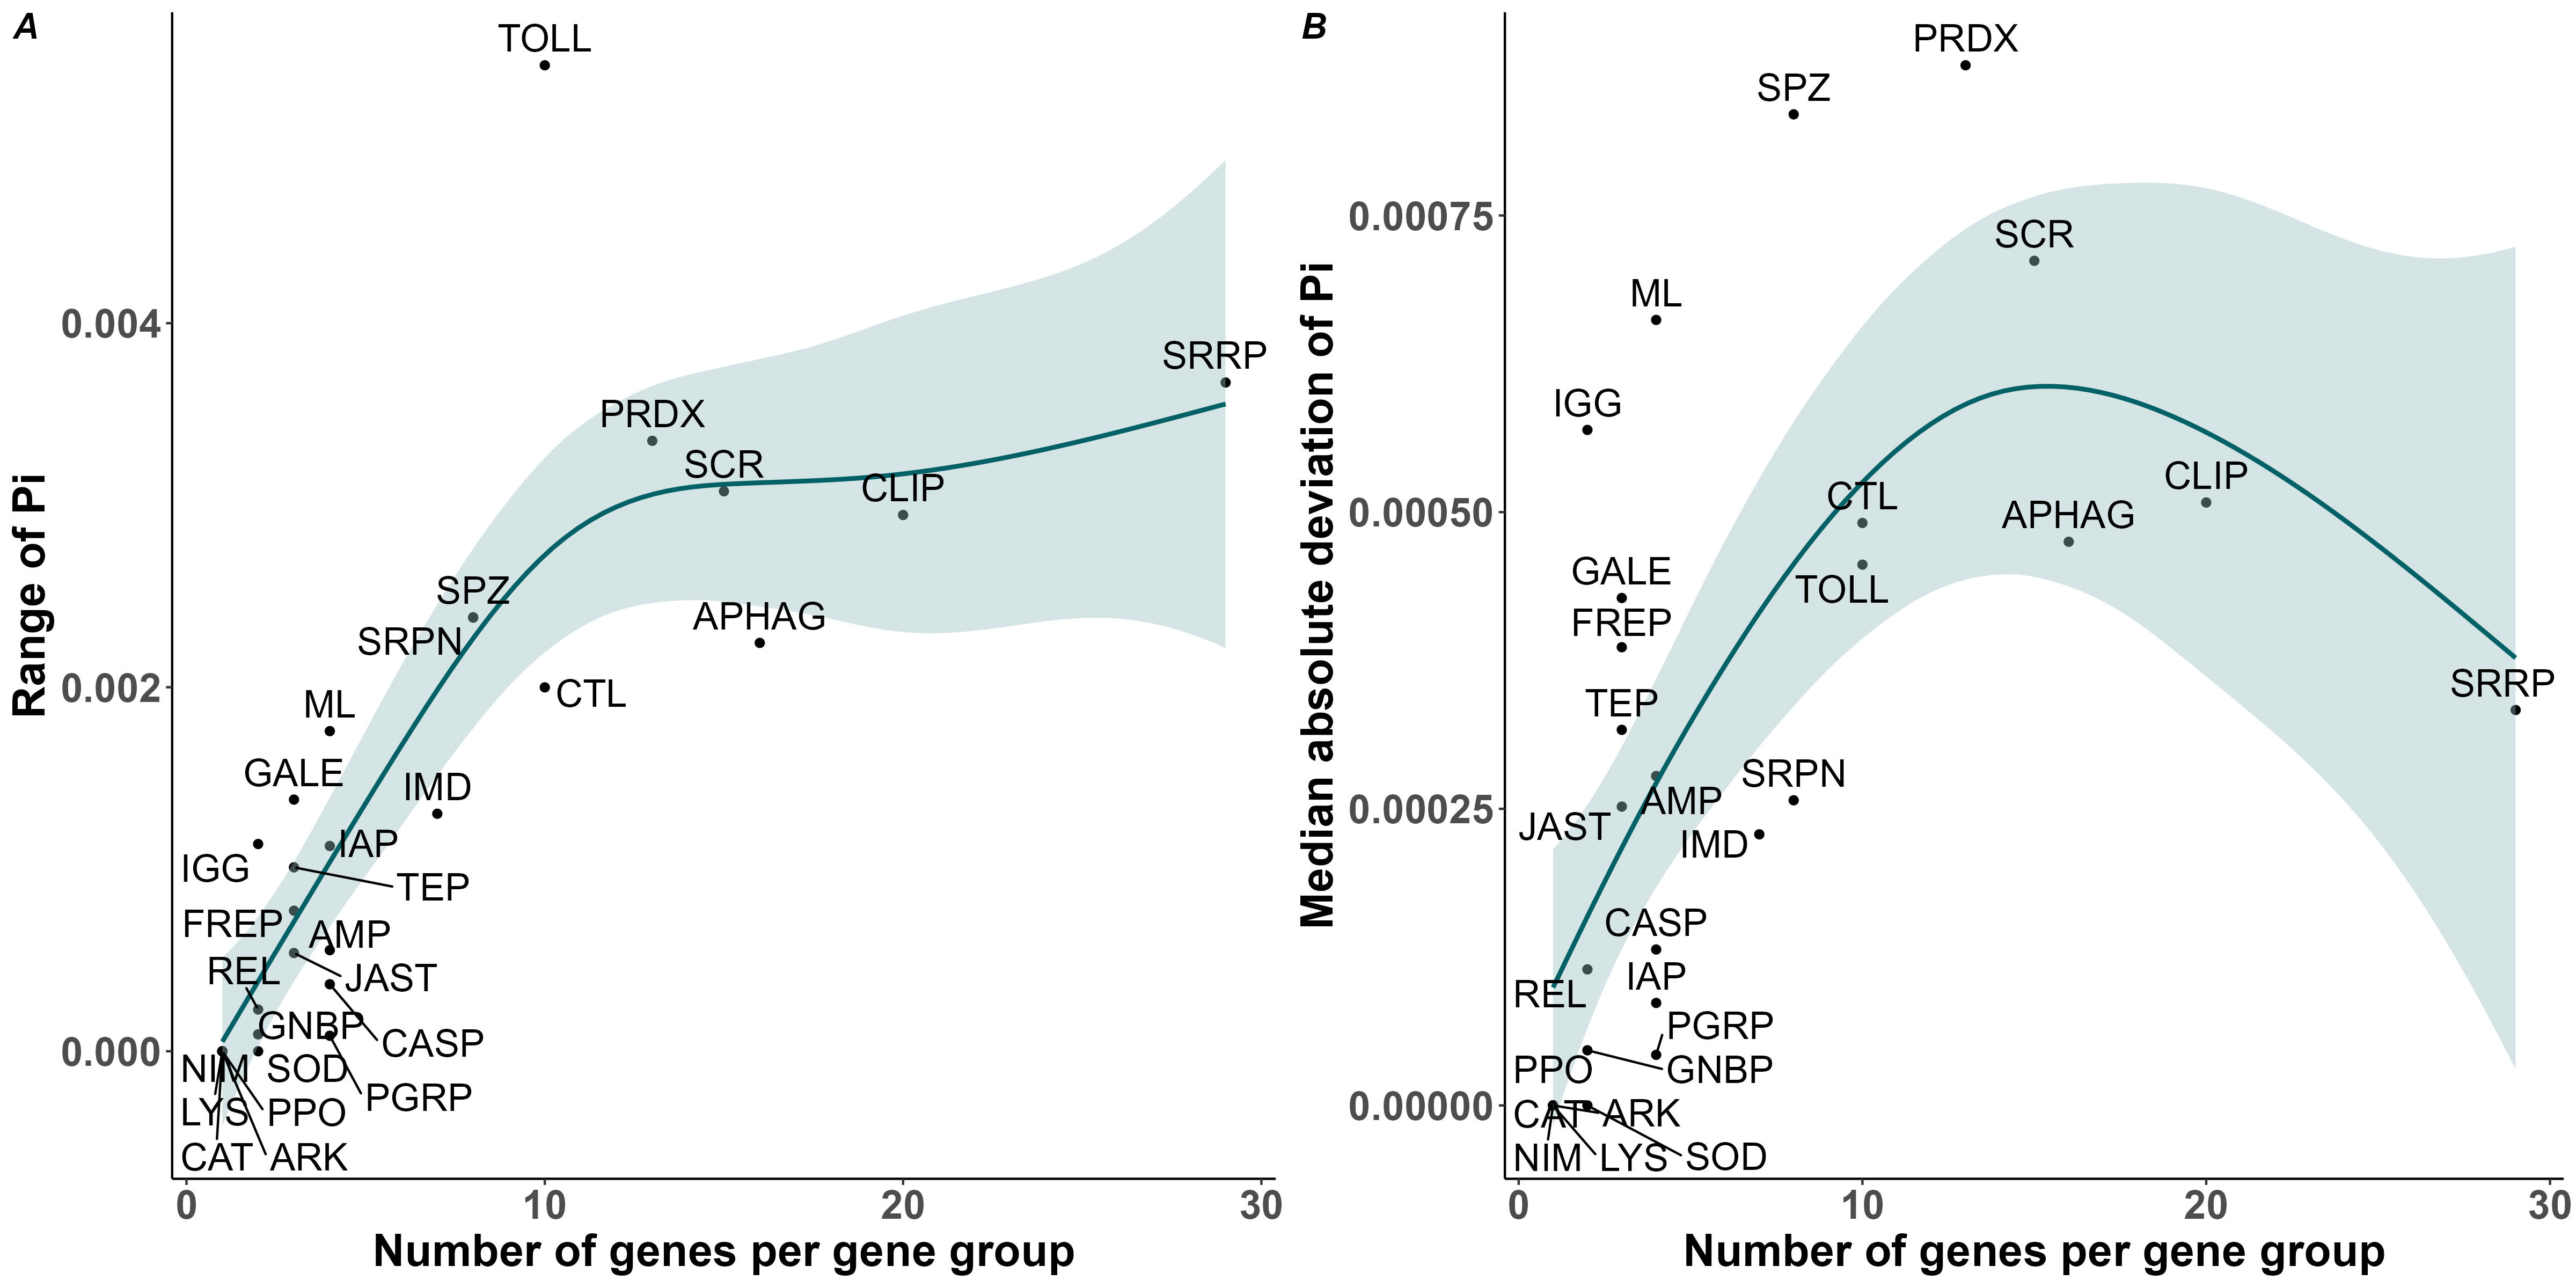 A
TOLL
0.004
SRRP
PRDX
SCR
CLIP
SPZ
APHAG
SRPN
0.002
CTL
ML
GALE
IMD
IAP
IGG
TEP
FREP
AMP
REL
JAST
GNBP
CASP
0.000
NIM
SOD
PGRP
LYS
PPO
CAT
ARK
0
10
20
30
Number of genes per gene group
Range of Pi
B
PRDX
SPZ
0.00075
SCR
ML
IGG
CLIP
CTL
0.00050
APHAG
GALE
TOLL
FREP
SRRP
TEP
SRPN
AMP
0.00025
JAST
IMD
CASP
IAP
REL
PGRP
PPO
GNBP
0.00000
CAT
ARK
NIM
LYS
SOD
0
10
20
30
Number of genes per gene group
Median absolute deviation of Pi